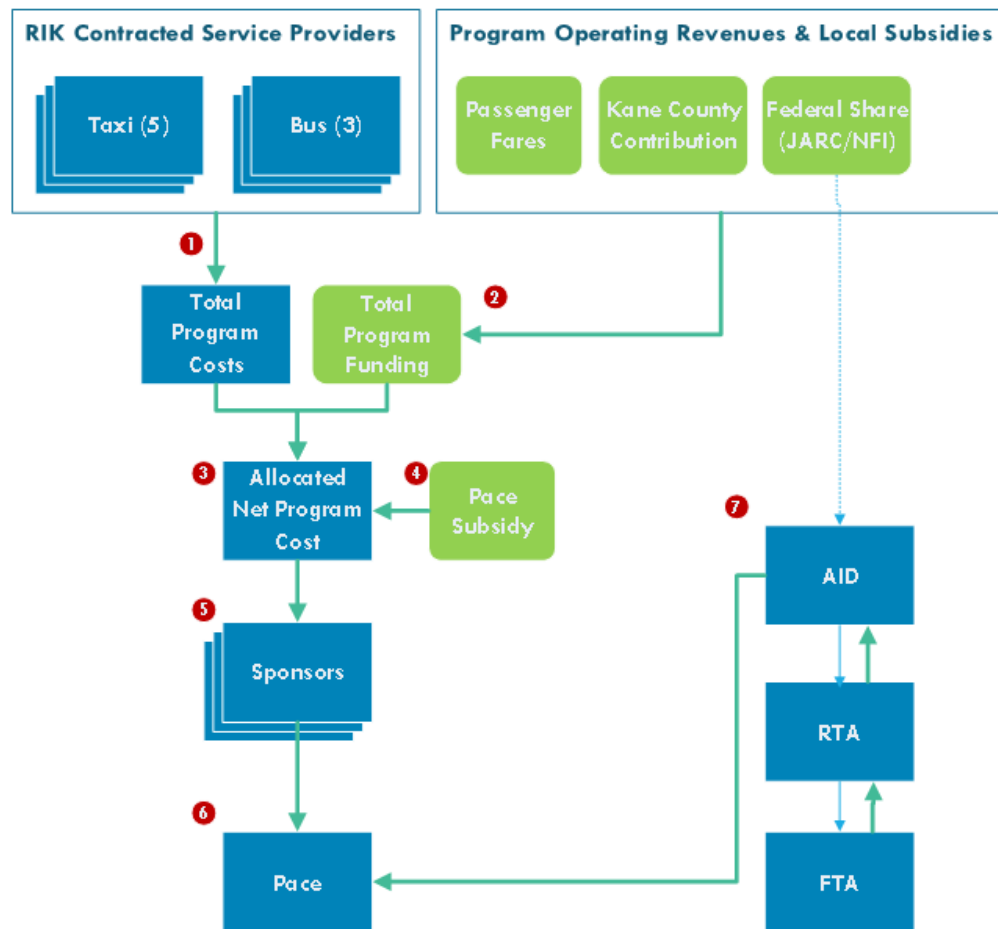 RIK Contracted Service Providers
Taxi (5)
Bus (3)
Program Operating Revenues & Local Subsidies
Passenger
Fares
Kane County
Contribution
Federal Share
(JARC/NFI)
1
Total
Program
Costs
Total
Program
Funding
2
3
Allocated
Net Program
Cost
4
Pace
Subsidy
5
Sponsors
6
Pace
7
AID
RTA
FTA